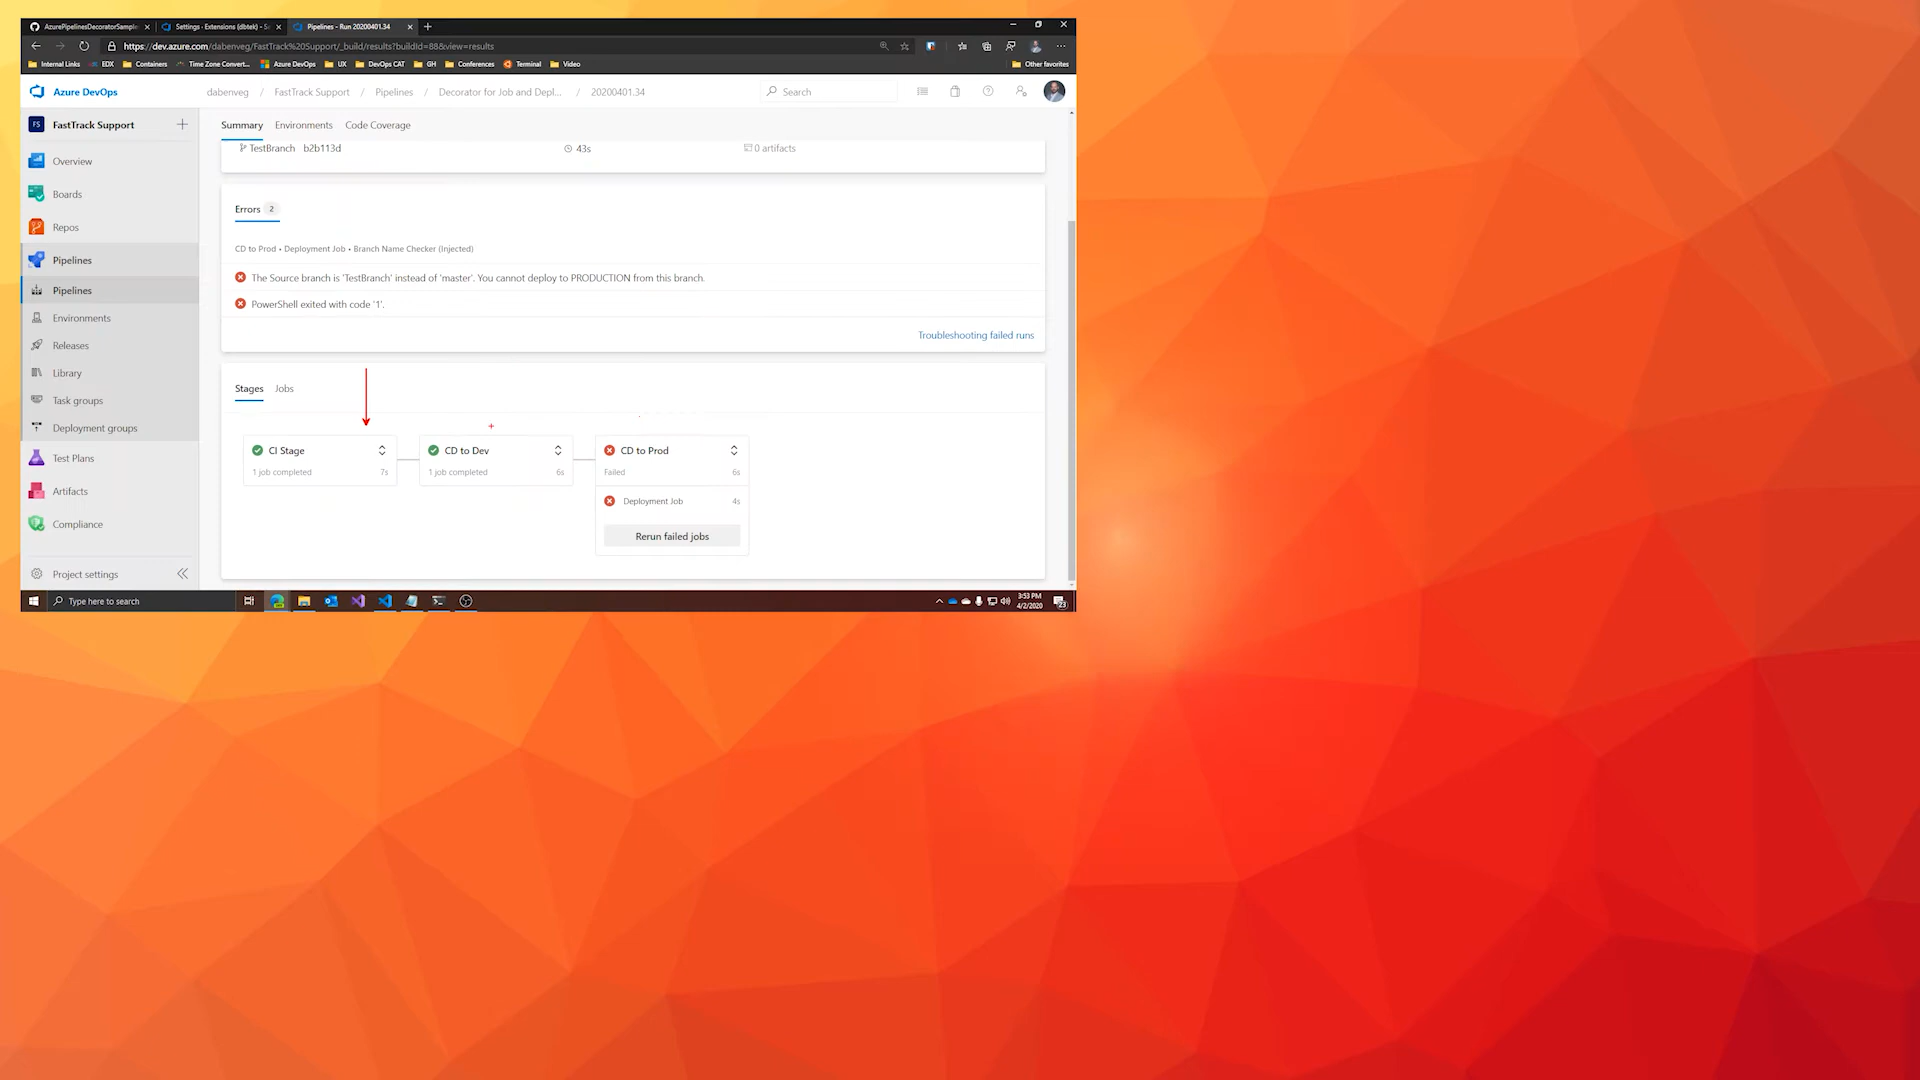 AzurePipelinesDecoratorSample
Settings - Extensions (dbtek) - S
Pipelines - Run 20200401.34
https://dev.azure.com/dabenveg/FastTrack%20Support/_build/results?buildId=88&view=results
Internal Links
EDX
Containers
Time Zone Convert...
Azure DevOps
UX
DevOps CAT
GH
Conferences
Terminal
Video
Other favorites
Azure DevOps
dabenveg / FastTrack Support / Pipelines / Decorator for Job and Depl... / 20200401.34
Search
FS FastTrack Support
Overview
Boards
Repos
Pipelines
Pipelines
Environments
Releases
Library
Task groups
Deployment groups
Test Plans
Artifacts
Compliance
Project settings
Summary Environments Code Coverage
TestBranch b2b113d
43s
0 artifacts
Errors 2
CD to Prod • Deployment Job • Branch Name Checker (Injected)
The Source branch is 'TestBranch' instead of 'master'. You cannot deploy to PRODUCTION from this branch.
PowerShell exited with code '1'.
Troubleshooting failed runs
Stages Jobs
CI Stage
1 job completed 7s
CD to Dev
1 job completed 6s
CD to Prod
Failed 6s
Deployment Job 4s
Rerun failed jobs
Type here to search
3:53 PM
4/2/2020
23